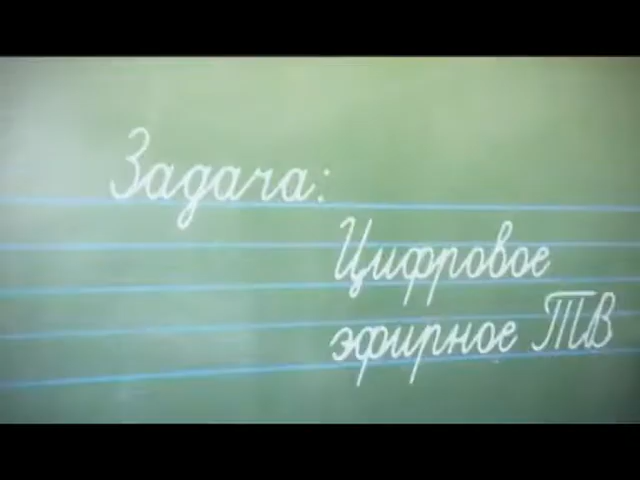 Задача:
Цифровое
эфирное ТВ